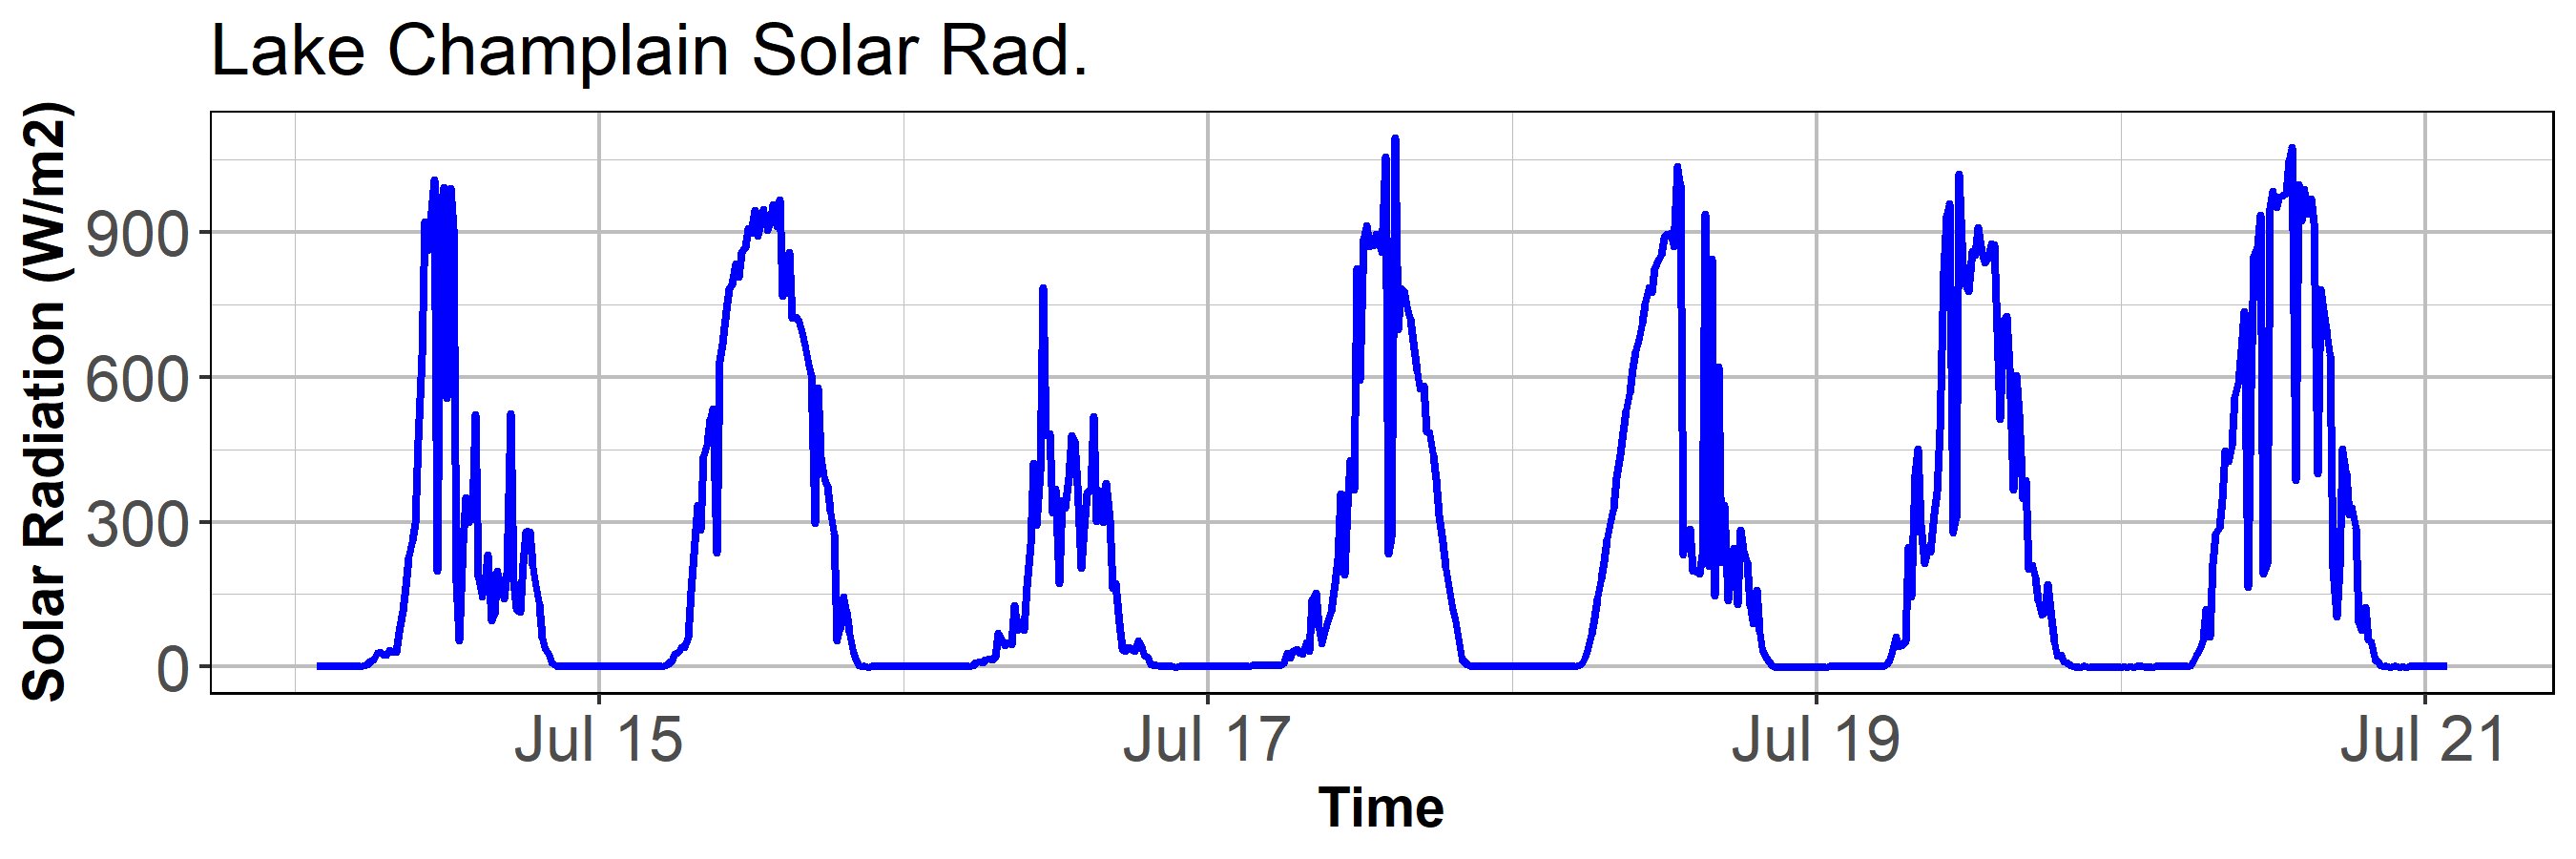 Lake Champlain Solar Rad.
Solar Radiation (W/m2)
900
600
300
0
Jul 15
Jul 17
Jul 19
Jul 21
Time